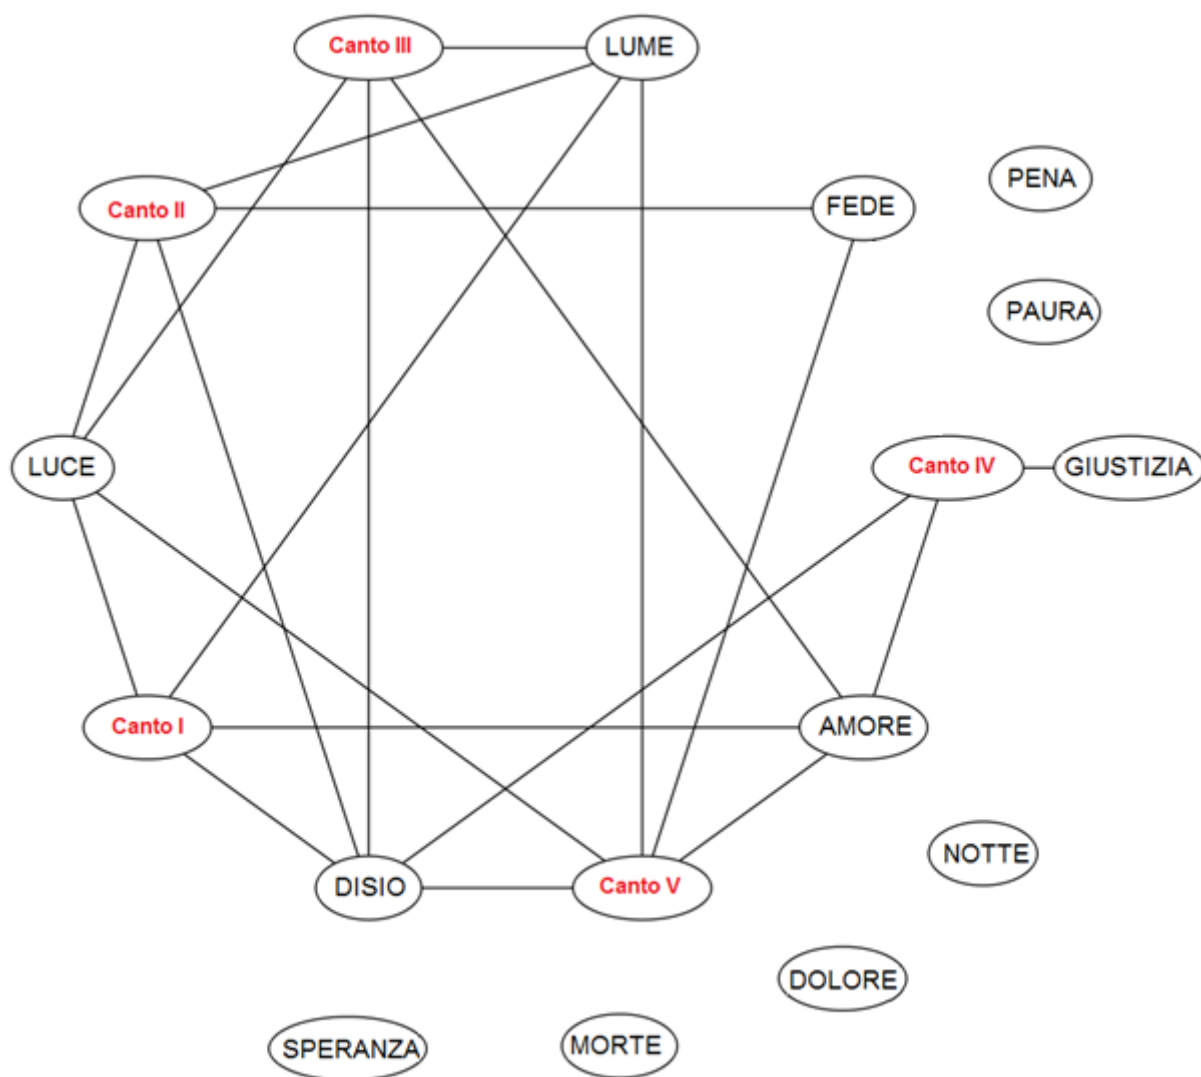 Canto III
LUME
PENA
Canto II
FEDE
PAURA
LUCE
Canto IV
GIUSTIZIA
Canto I
AMORE
NOTTE
DISIO
Canto V
DOLORE
SPERANZA
MORTE